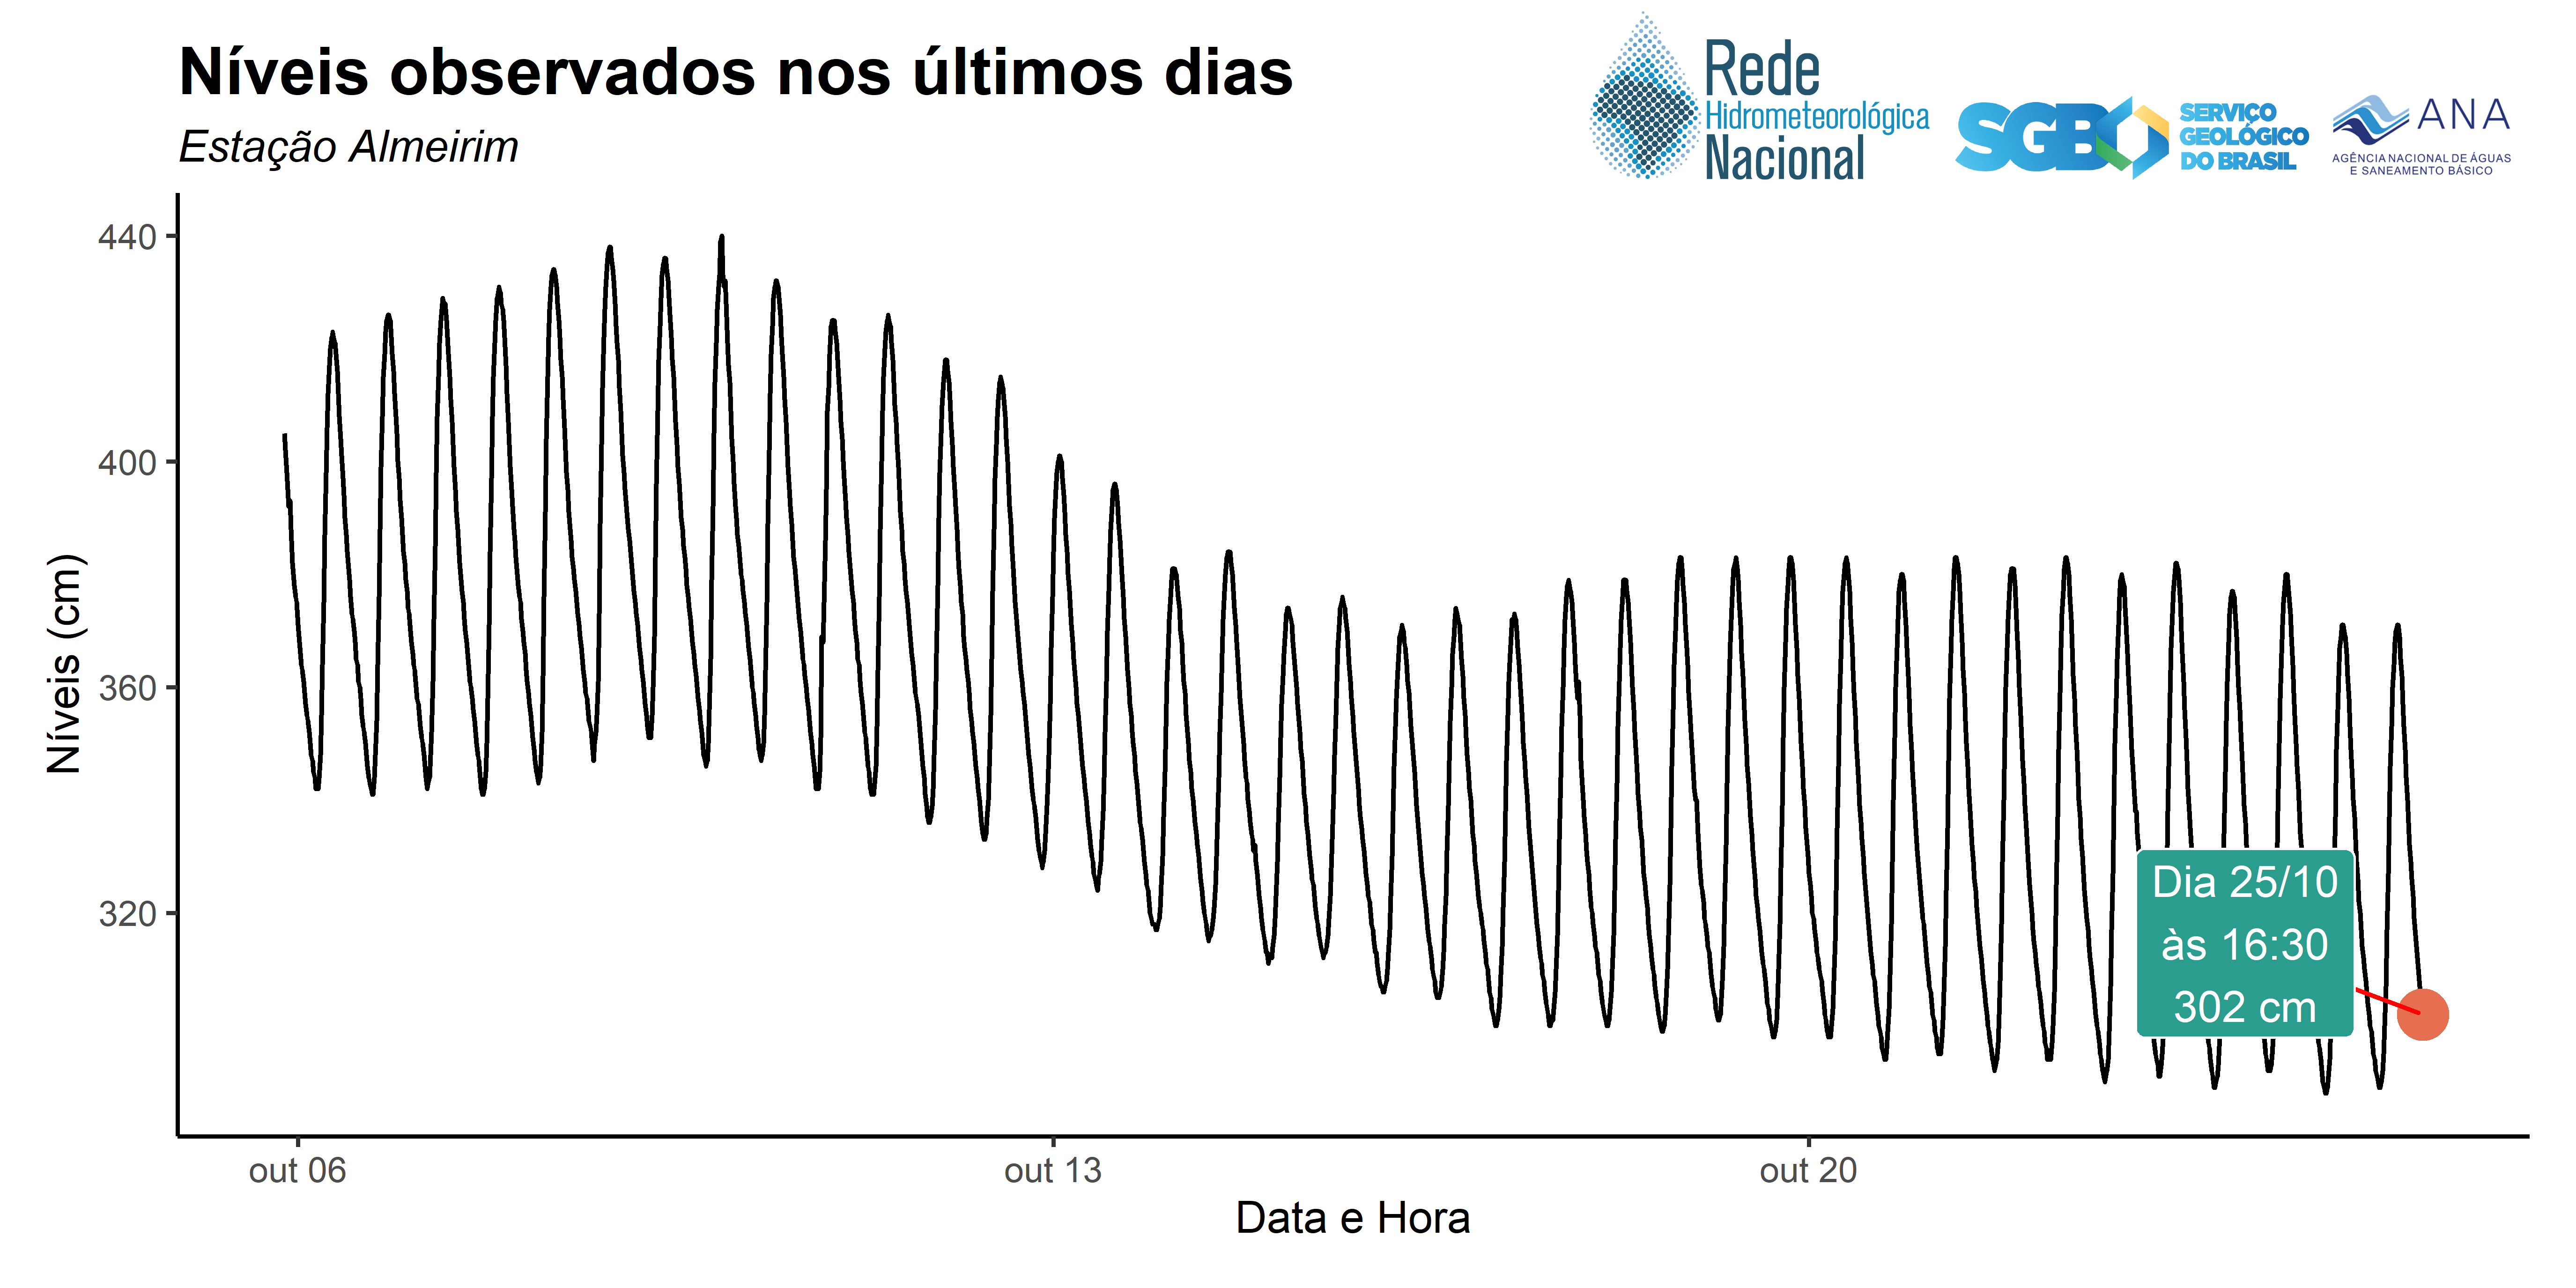 Níveis observados nos últimos dias
Estação Almeirim
Rede
Hidrometeorológica
Nacional
SGB
SERVIÇO
GEOLÓGICO
DO BRASIL
ANA
AGÊNCIA NACIONAL DE ÁGUAS
E SANEAMENTO BÁSICO
Níveis (cm)
440
400
360
320
Dia 25/10
às 16:30
302 cm
out 06
out 13
out 20
Data e Hora